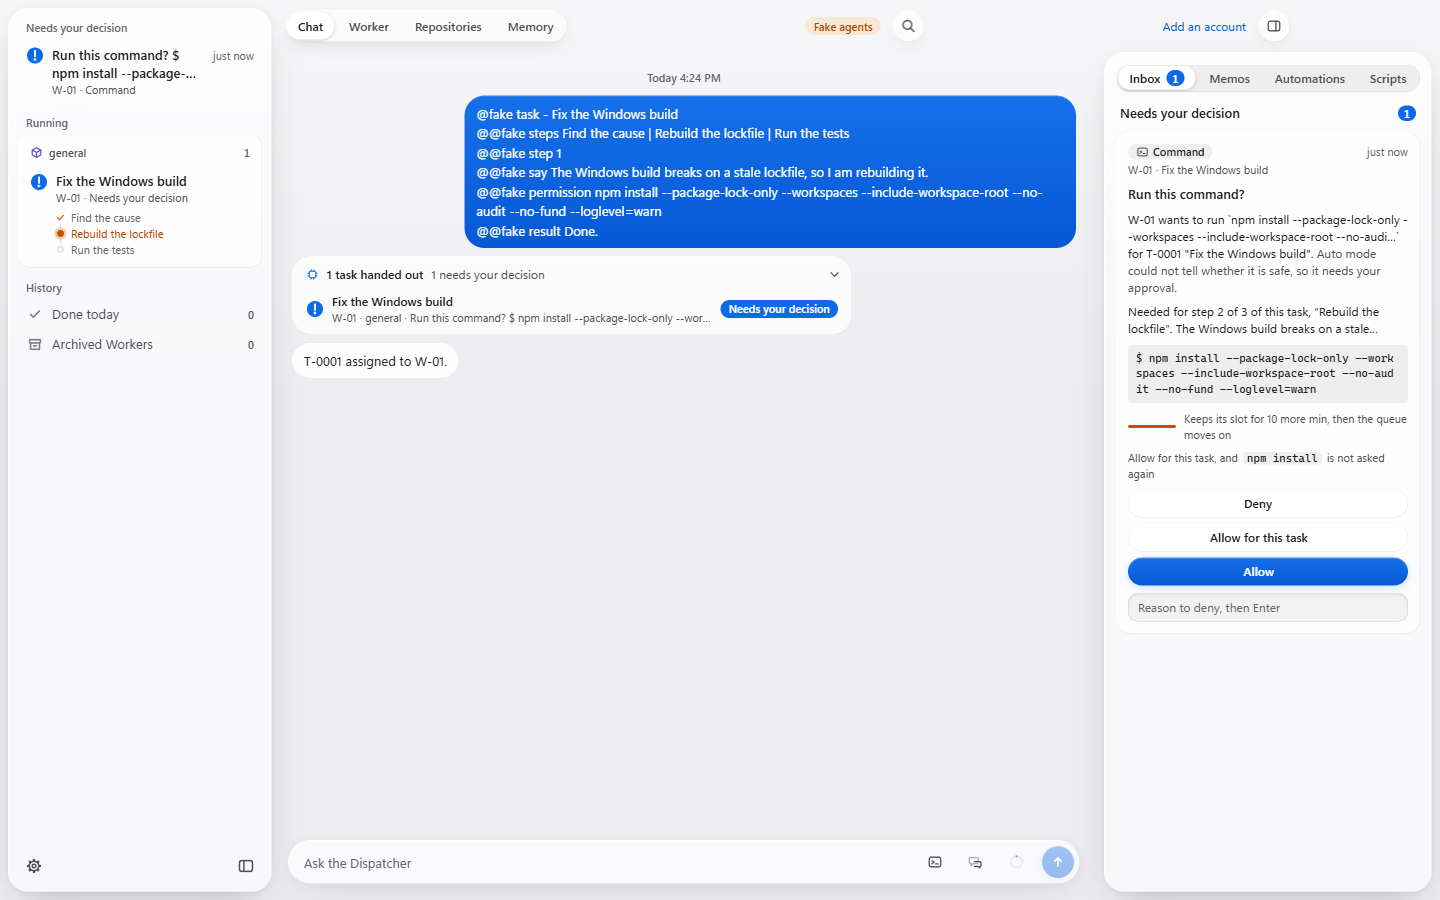 Needs your decision
Run this command? $ npm install --package-...
just now
W-01 · Command
Running
general
1
Fix the Windows build
W-01 · Needs your decision
Find the cause
Rebuild the lockfile
Run the tests
History
Done today
0
Archived Workers
0
Chat
Worker
Repositories
Memory
Fake agents
Add an account
Today 4:24 PM
@fake task - Fix the Windows build
@@fake steps Find the cause | Rebuild the lockfile | Run the tests
@@fake step 1
@@fake say The Windows build breaks on a stale lockfile, so I am rebuilding it.
@@fake permission npm install --package-lock-only --workspaces --include-workspace-root --no-
audit --no-fund --loglevel=warn
@@fake result Done.
1 task handed out 1 needs your decision
Fix the Windows build
W-01 · general · Run this command? $ npm install --package-lock-only --wor...
Needs your decision
T-0001 assigned to W-01.
Ask the Dispatcher
Inbox 1
Memos
Automations
Scripts
Needs your decision
1
Command
just now
W-01 · Fix the Windows build
Run this command?
W-01 wants to run `npm install --package-lock-only -
-workspaces --include-workspace-root --no-audi...`
for T-0001 "Fix the Windows build". Auto mode
could not tell whether it is safe, so it needs your
approval.
Needed for step 2 of 3 of this task, "Rebuild the
lockfile". The Windows build breaks on a stale...
$ npm install --package-lock-only --work
spaces --include-workspace-root --no-aud
it --no-fund --loglevel=warn
Keeps its slot for 10 more min, then the queue
moves on
Allow for this task, and npm install is not asked
again
Deny
Allow for this task
Allow
Reason to deny, then Enter